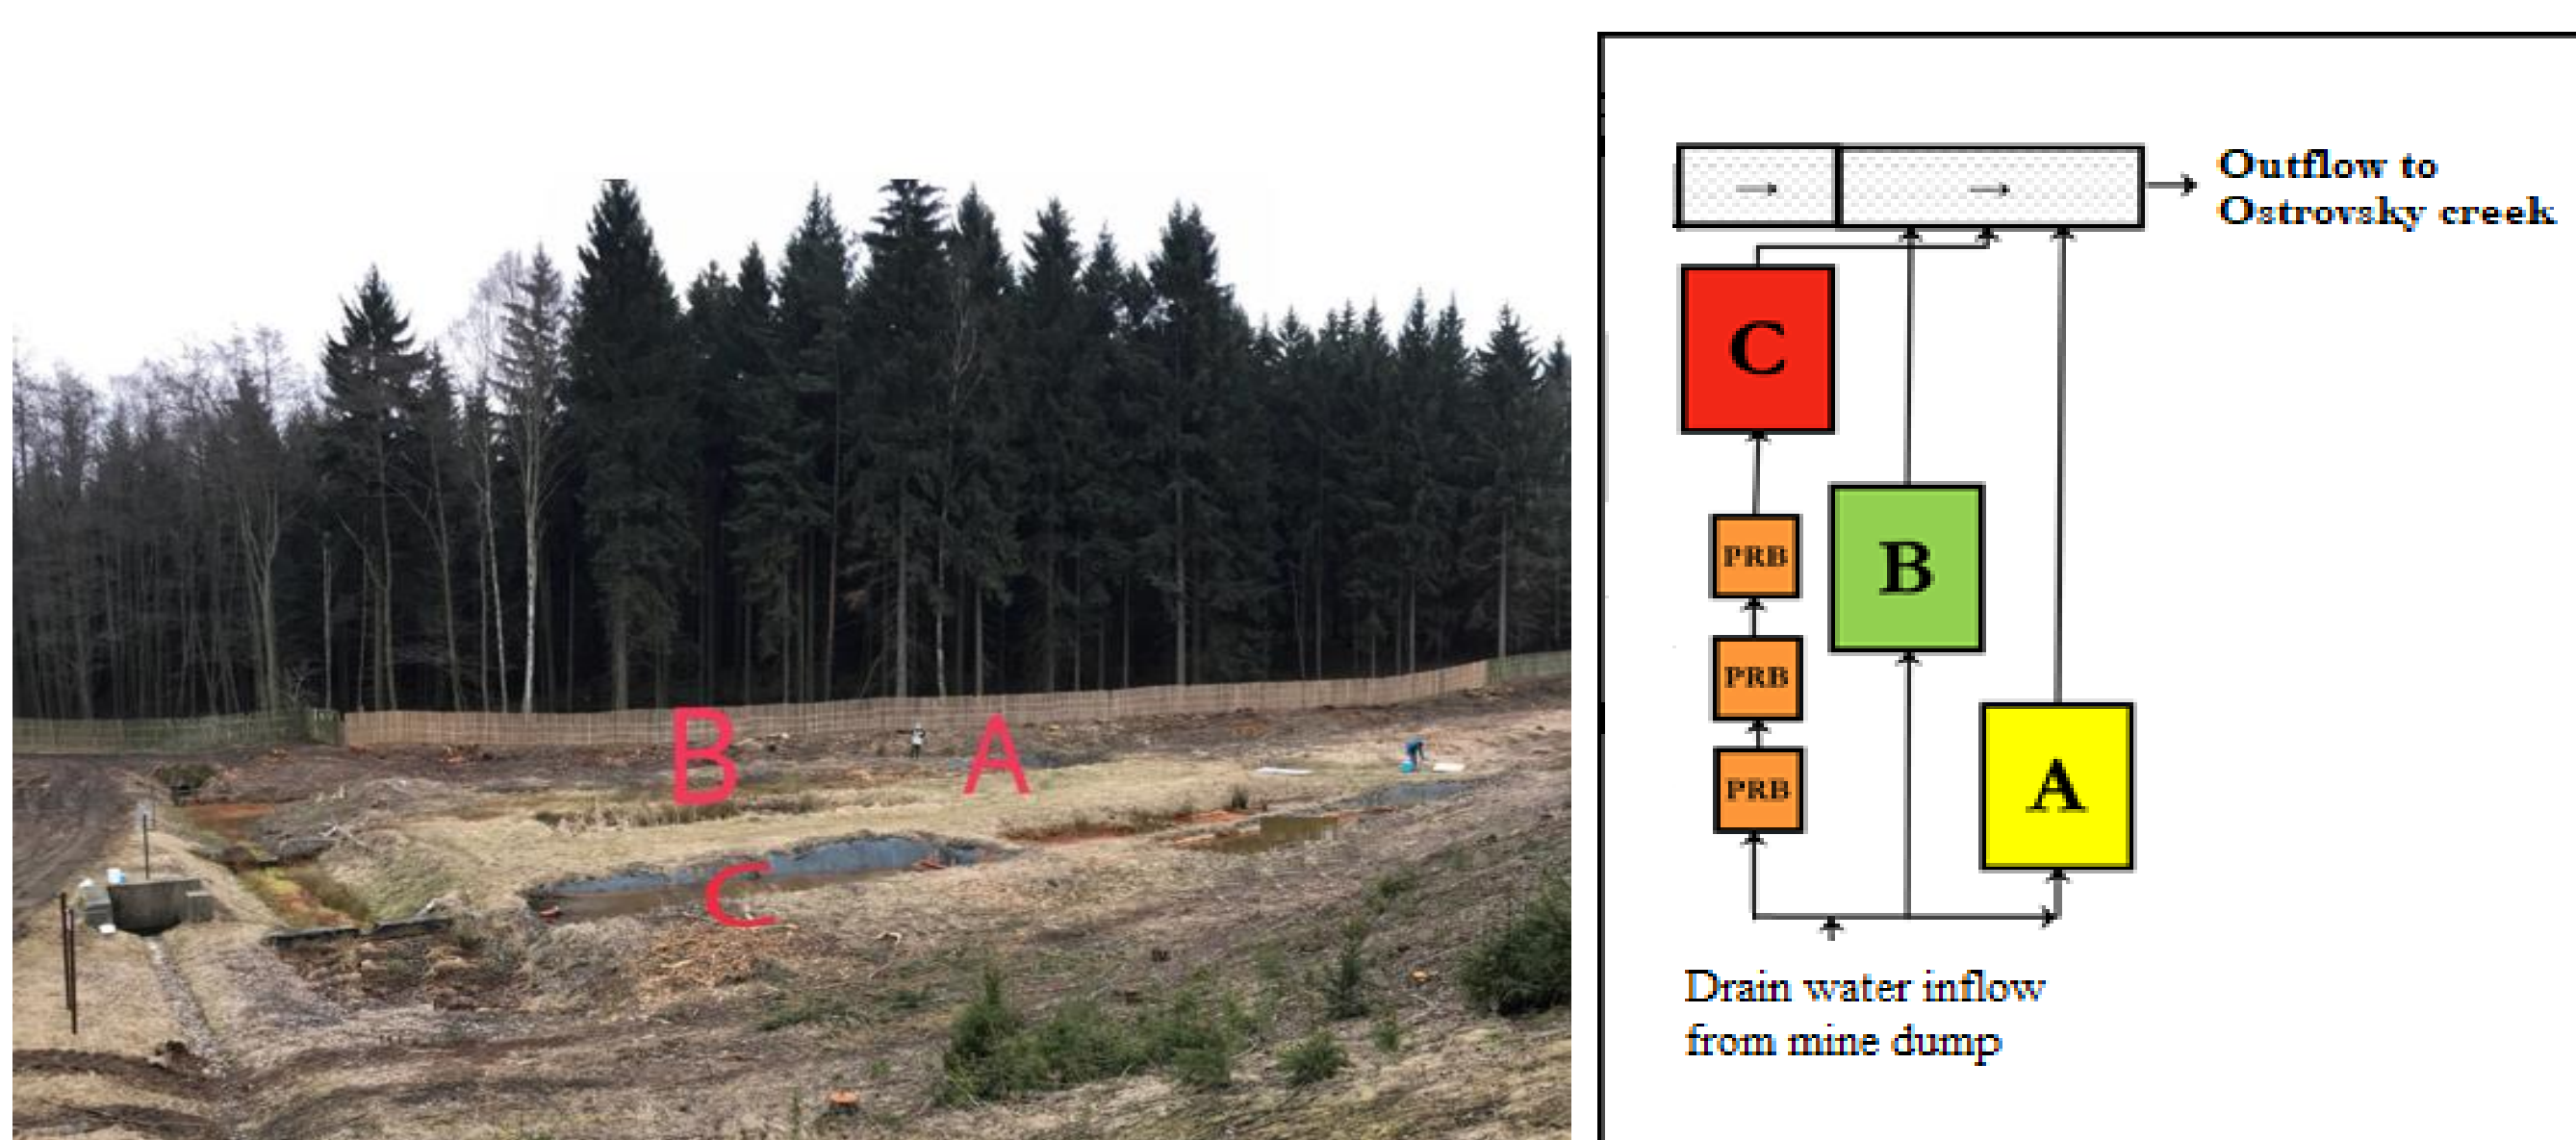 B
A
C
Outflow to
Ostrovsky creek
C
PRB
B
PRB
PRB
A
Drain water inflow
from mine dump